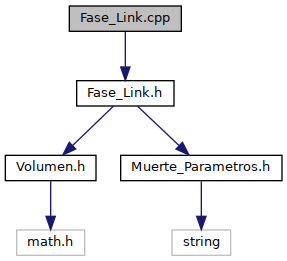 Fase_Link.cpp
Fase_Link.h
Volumen.h
Muerte_Parametros.h
math.h
string